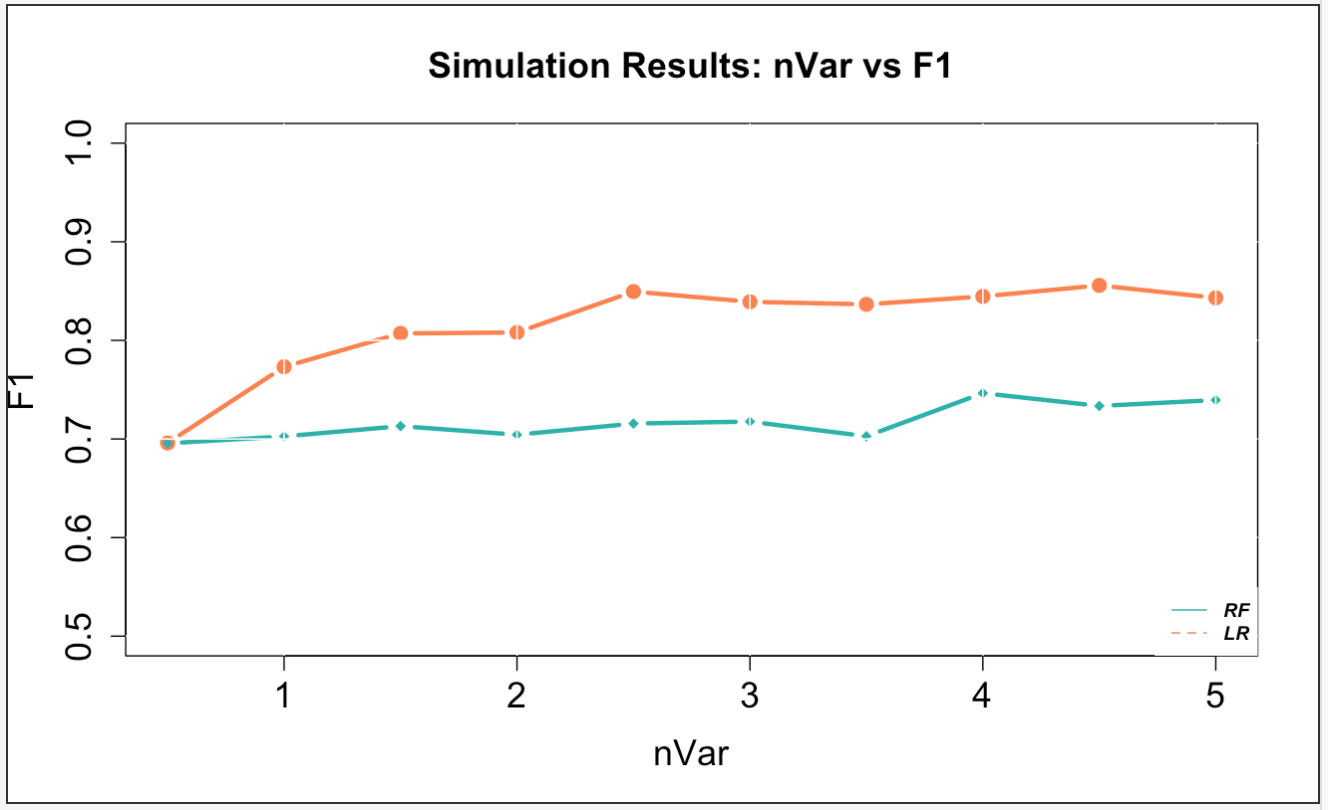 Simulation Results: nVar vs F1
1.0
0.9
0.8
0.7
0.6
0.5
F1
1 2 3 4 5
nVar
RF
LR